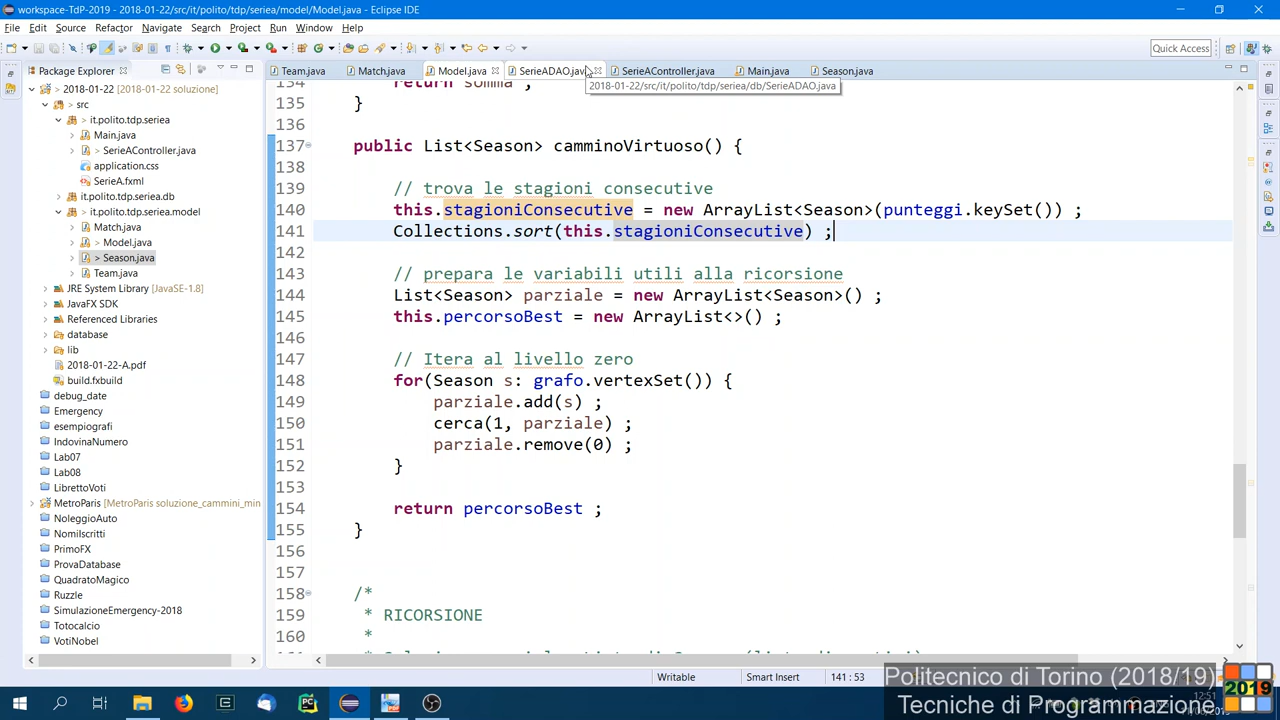 workspace-TdP-2019 - 2018-01-22/src/it/polito/tdp/seriea/model/Model.java - Eclipse IDE
File Edit Source Refactor Navigate Search Project Run Window Help
Quick Access
Package Explorer
Team.java Match.java Model.java SerieADAO.java SerieAController.java Main.java Season.java
2018-01-22/src/it/polito/tdp/seriea/db/SerieADAO.java
> 2018-01-22 [2018-01-22 soluzione]
> src
> it.polito.tdp.seriea
Main.java
> SerieAController.java
application.css
SerieA.fxml
it.polito.tdp.seriea.db
> it.polito.tdp.seriea.model
Match.java
> Model.java
> Season.java
Team.java
JRE System Library [JavaSE-1.8]
JavaFX SDK
Referenced Libraries
database
lib
2018-01-22-A.pdf
build.fxbuild
debug_date
Emergency
esempiografi
IndovinaNumero
Lab07
Lab08
LibrettoVoti
MetroParis [MetroParis soluzione_cammini_min
NoleggioAuto
NomiIscritti
PrimoFX
ProvaDatabase
QuadratoMagico
Ruzzle
SimulazioneEmergency-2018
Totocalcio
VotiNobel
134 return somma ;
135 }
136
137 public List<Season> camminoVirtuoso() {
138
139 // trova le stagioni consecutive
140 this.stagioniConsecutive = new ArrayList<Season>(punteggi.keySet()) ;
141 Collections.sort(this.stagioniConsecutive) ;
142
143 // prepara le variabili utili alla ricorsione
144 List<Season> parziale = new ArrayList<Season>() ;
145 this.percorsoBest = new ArrayList<>() ;
146
147 // Itera al livello zero
148 for(Season s: grafo.vertexSet()) {
149 parziale.add(s) ;
150 cerca(1, parziale) ;
151 parziale.remove(0) ;
152 }
153
154 return percorsoBest ;
155 }
156
157
158 /*
159 * RICORSIONE
160 *
Writable Smart Insert 141 : 53
Politecnico di Torino (2018/19)
Tecniche di Programmazione
2019
12:51